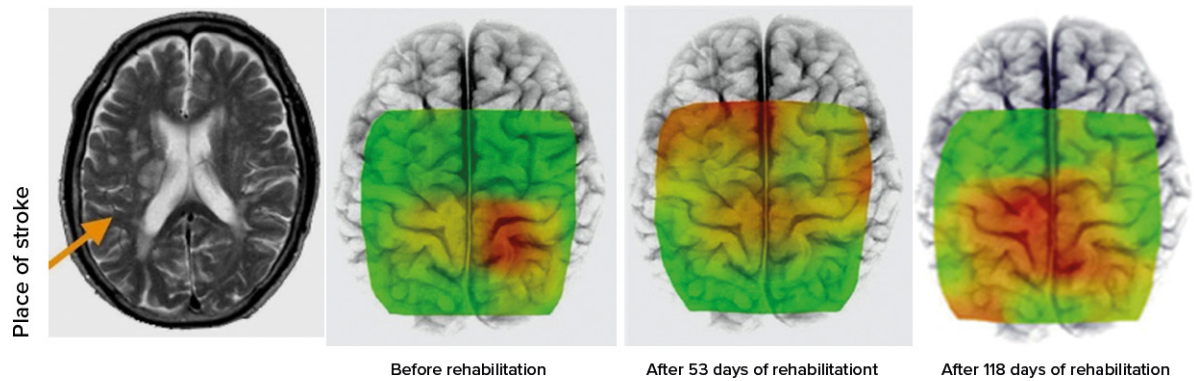 Place of stroke
Before rehabilitation
After 53 days of rehabilitationt
After 118 days of rehabilitation